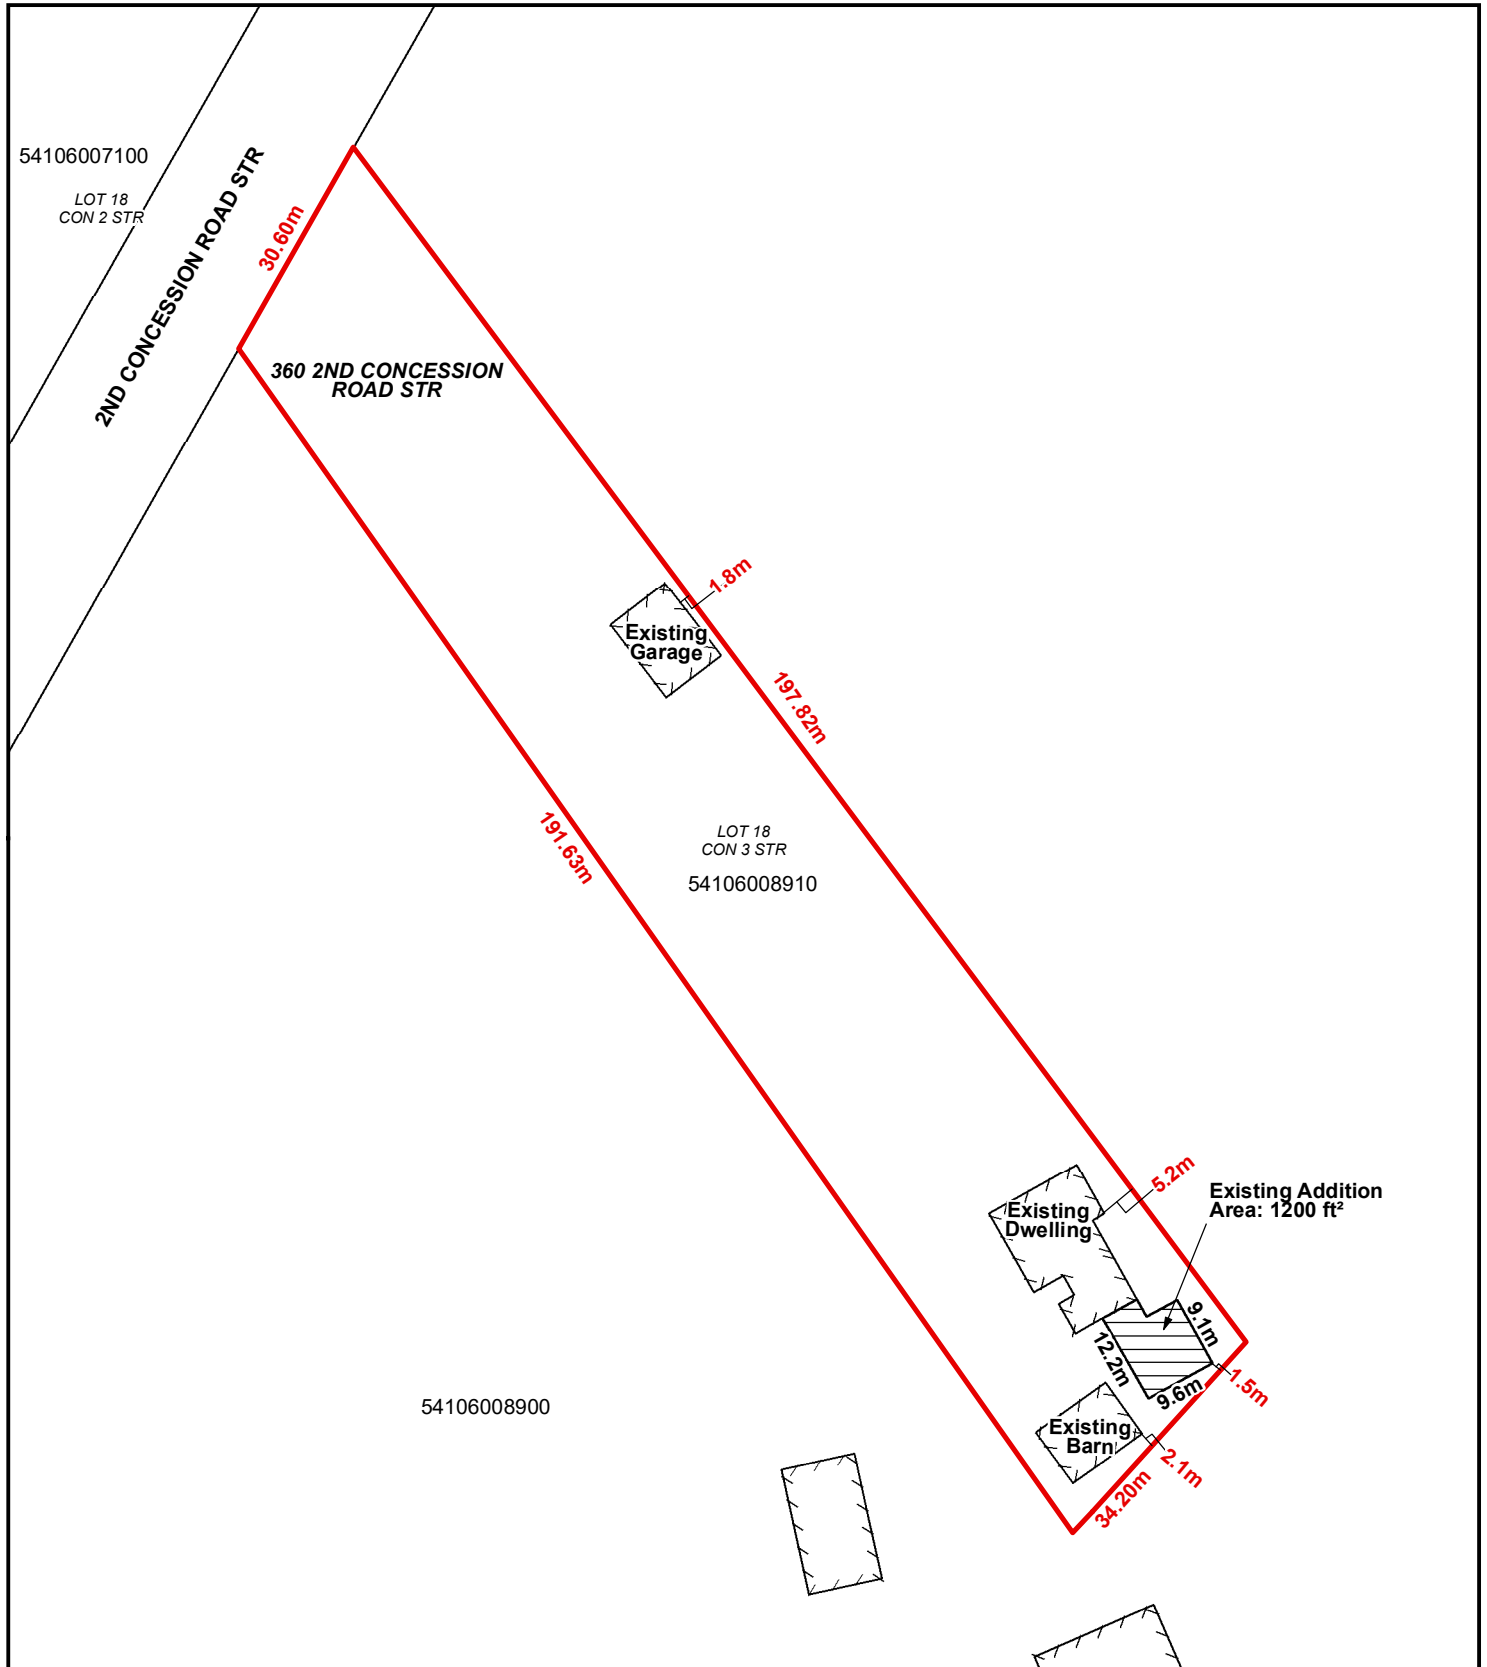 54106007100
LOT 18
CON 2 STR
2ND CONCESSION ROAD STR
30.60m
360 2ND CONCESSION
ROAD STR
1.8m
Existing
Garage
197.82m
191.63m
LOT 18
CON 3 STR
54106008910
5.2m
Existing Addition
Area: 1200 ft²
Existing
Dwelling
9.1m
12.2m
9.6m
1.5m
54106008900
Existing
Barn
2.1m
34.20m